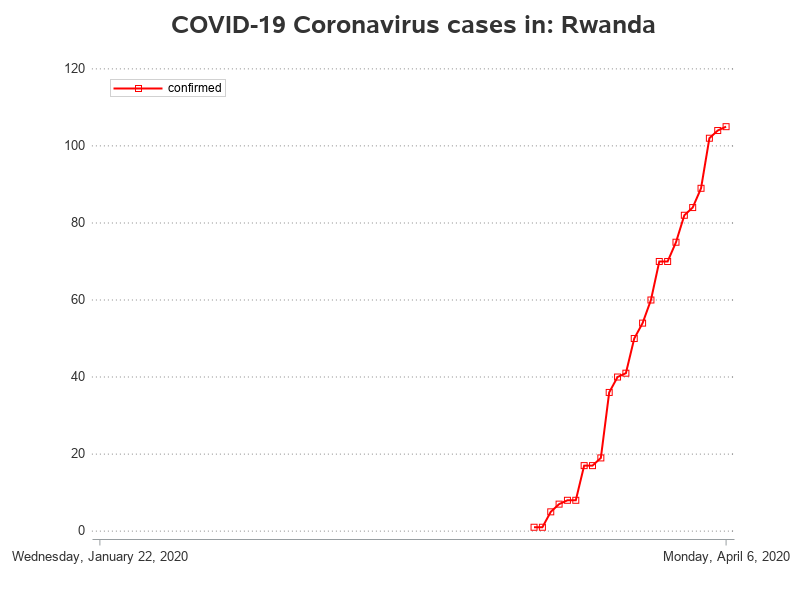 COVID-19 Coronavirus cases in: Rwanda
120
confirmed
100
80
60
40
20
0
Wednesday, January 22, 2020
Monday, April 6, 2020